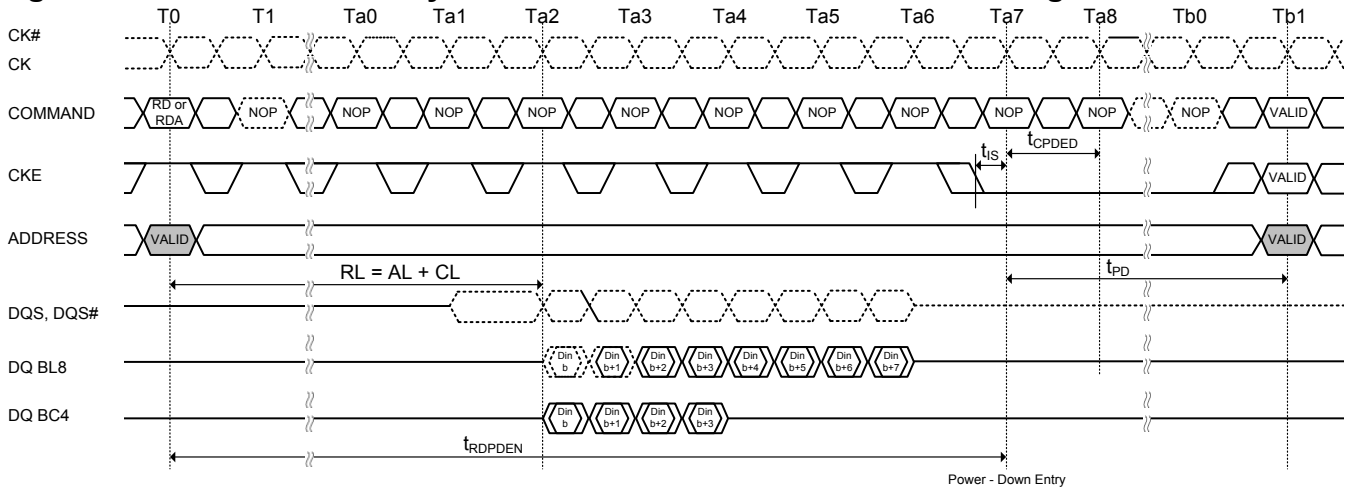 T0 T1 Ta0 Ta1 Ta2 Ta3 Ta4 Ta5 Ta6 Ta7 Ta8 Tb0 Tb1
CK#
CK
COMMAND RD or RDA NOP NOP NOP NOP NOP NOP NOP NOP NOP NOP NOP VALID
tIS tCPDED
CKE VALID
ADDRESS VALID VALID
RL = AL + CL tPD
DQS, DQS#
DQ BL8 Din b Din b+1 Din b+2 Din b+3 Din b+4 Din b+5 Din b+6 Din b+7
DQ BC4 Din b Din b+1 Din b+2 Din b+3
tRDPDEN
Power - Down Entry